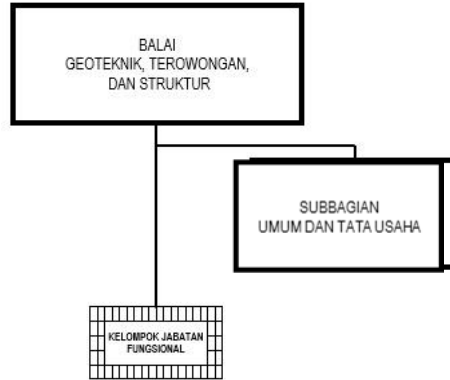 BALAI
GEOTEKNIK, TEROWONGAN,
DAN STRUKTUR
SUBBAGIAN
UMUM DAN TATA USAHA
KELOMPOK JABATAN
FUNGSIONAL